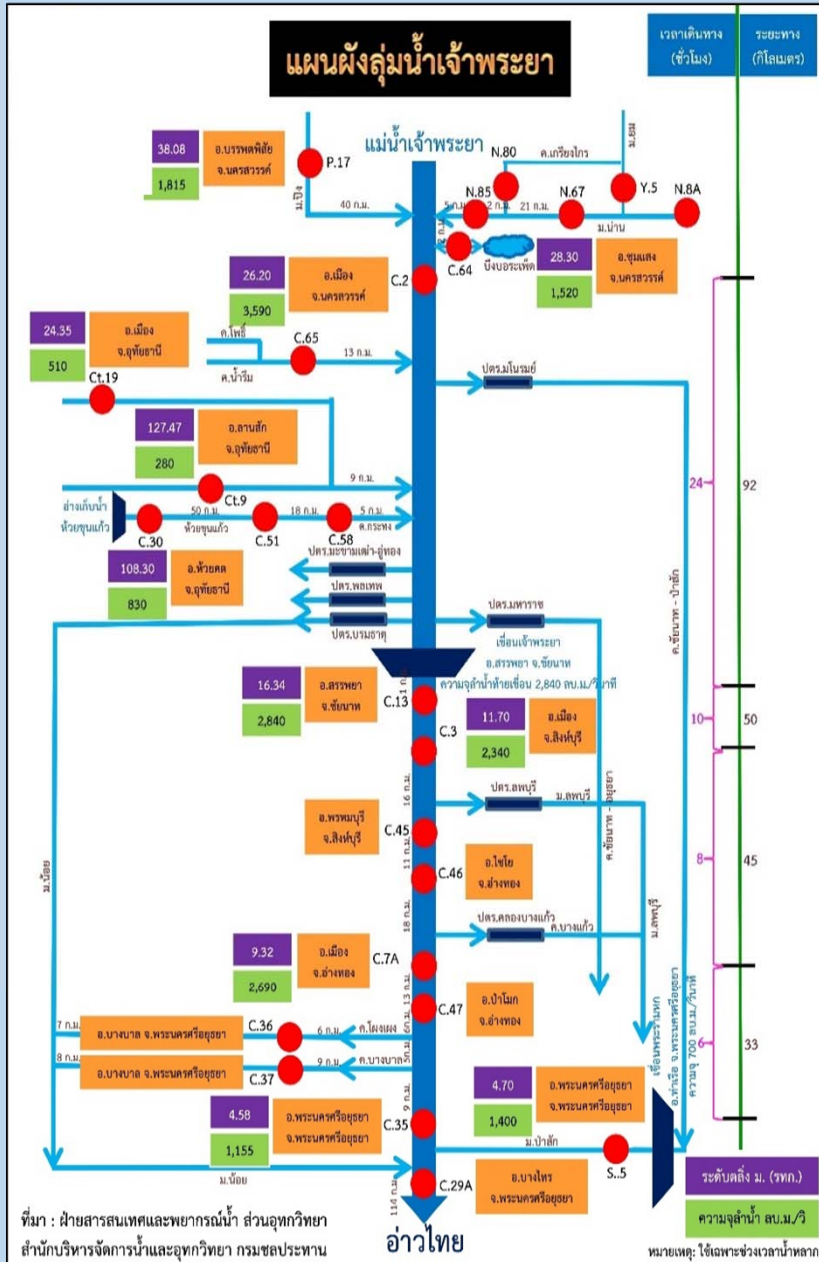 แผนผังลุ่มน้ำเจ้าพระยา
เวลาเดินทาง
(ชั่วโมง)
ระยะทาง
(กิโลเมตร)
แม่น้ำเจ้าพระยา
38.08
1,815
อ.บรรพตพิสัย
จ.นครสวรรค์
P.17
ม.ปิง
40 ก.ม.
N.80
ค.เกรียงไกร
ม.ยม
N.85
N.67
Y.5
N.8A
5 ก.ม.
2 ก.ม.
21 ก.ม.
ม.น่าน
2 ก.ม.
C.64
บึงบอระเพ็ด
28.30
1,520
อ.ชุมแสง
จ.นครสวรรค์
26.20
3,590
อ.เมือง
จ.นครสวรรค์
C.2
24.35
510
อ.เมือง
จ.อุทัยธานี
ค.โพธิ์
C.65
13 ก.ม.
ค.น้ำริม
Ct.19
ปตร.มโนรมย์
127.47
280
อ.ลานสัก
จ.อุทัยธานี
9 ก.ม.
Ct.9
อ่างเก็บน้ำ
ห้วยขุนแก้ว
50 ก.ม.
18 ก.ม.
5 ก.ม.
ห้วยขุนแก้ว
ค.กระทง
C.30
C.51
C.58
24
92
ปตร.มะขามเฒ่า-อู่ทอง
108.30
830
อ.ห้วยคต
จ.อุทัยธานี
ปตร.พลเทพ
ปตร.บรมธาตุ
ปตร.มหาราช
ค.ชัยนาท - ป่าสัก
เขื่อนเจ้าพระยา
อ.สรรพยา จ.ชัยนาท
ความจุลำน้ำท้ายเขื่อน 2,840 ลบ.ม./วินาที
16.34
2,840
อ.สรรพยา
จ.ชัยนาท
1 ก.ม.
C.13
C.3
11.70
2,340
อ.เมือง
จ.สิงห์บุรี
10
50
16 ก.ม.
ปตร.ลพบุรี
ม.ลพบุรี
ค.ชัยนาท - อยุธยา
อ.พรหมบุรี
จ.สิงห์บุรี
C.45
11 ก.ม.
C.46
อ.ไชโย
จ.อ่างทอง
8
45
ม.น้อย
18 ก.ม.
ปตร.คลองบางแก้ว
ค.บางแก้ว
ม.ลพบุรี
9.32
2,690
อ.เมือง
จ.อ่างทอง
C.7A
13 ก.ม.
C.47
อ.ป่าโมก
จ.อ่างทอง
7 ก.ม.
อ.บางบาล จ.พระนครศรีอยุธยา
C.36
6 ก.ม.
ค.โผงเผง
6 ก.ม.
8 ก.ม.
อ.บางบาล จ.พระนครศรีอยุธยา
C.37
9 ก.ม.
ค.บางบาล
5 ก.ม.
เขื่อนพระรามหก
อ.ท่าเรือ จ.พระนครศรีอยุธยา
ความจุ 700 ลบ.ม./วินาที
6
33
9 ก.ม.
4.70
1,400
อ.พระนครศรีอยุธยา
จ.พระนครศรีอยุธยา
4.58
1,155
อ.พระนครศรีอยุธยา
จ.พระนครศรีอยุธยา
C.35
ม.ป่าสัก
S..5
ม.น้อย
114 ก.ม.
C.29A
อ.บางไทร
จ.พระนครศรีอยุธยา
ระดับตลิ่ง ม. (รทก.)
ความจุลำน้ำ ลบ.ม./วิ
ที่มา : ฝ่ายสารสนเทศและพยากรณ์น้ำ ส่วนอุทกวิทยา
สำนักบริหารจัดการน้ำและอุทกวิทยา กรมชลประทาน
อ่าวไทย
หมายเหตุ: ใช้เฉพาะช่วงเวลาน้ำหลาก